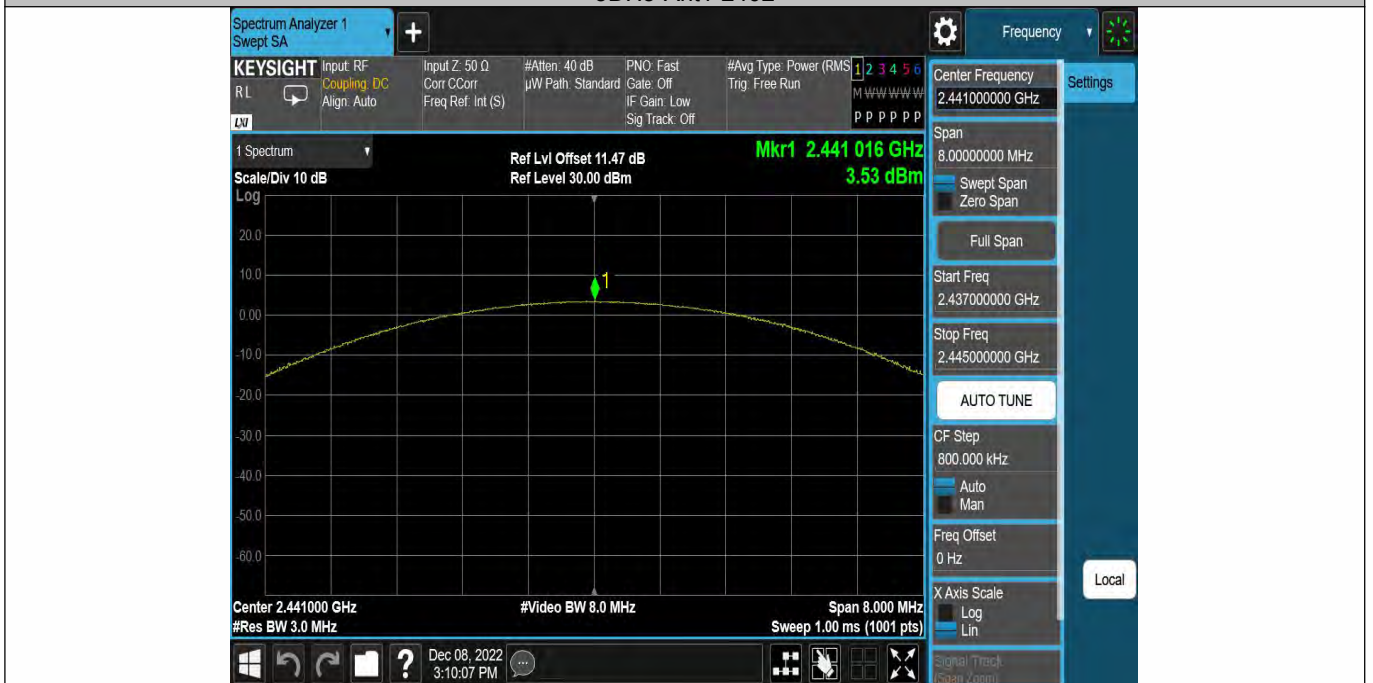 Spectrum Analyzer 1
Swept SA
+
Frequency
KEYSIGHT
RL
LXI
Input: RF
Coupling: DC
Align: Auto
Input Z: 50 Ω
Corr CCorr
Freq Ref: Int (S)
#Atten: 40 dB
µW Path: Standard
PNO: Fast
Gate: Off
IF Gain: Low
Sig Track: Off
#Avg Type: Power (RMS
Trig: Free Run
1 2 3 4 5 6
M W W W W W
P P P P P P
1 Spectrum
Scale/Div 10 dB
Log
Ref Lvl Offset 11.47 dB
Ref Level 30.00 dBm
Mkr1 2.441 016 GHz
3.53 dBm
20.0
10.0
0.00
-10.0
-20.0
-30.0
-40.0
-50.0
-60.0
1
Center 2.441000 GHz
#Res BW 3.0 MHz
#Video BW 8.0 MHz
Span 8.000 MHz
Sweep 1.00 ms (1001 pts)
Center Frequency
2.441000000 GHz
Settings
Span
8.00000000 MHz
Swept Span
Zero Span
Full Span
Start Freq
2.437000000 GHz
Stop Freq
2.445000000 GHz
AUTO TUNE
CF Step
800.000 kHz
Auto
Man
Freq Offset
0 Hz
X Axis Scale
Log
Lin
Signal Track
(Span Zoom)
Local
?
Dec 08, 2022
3:10:07 PM